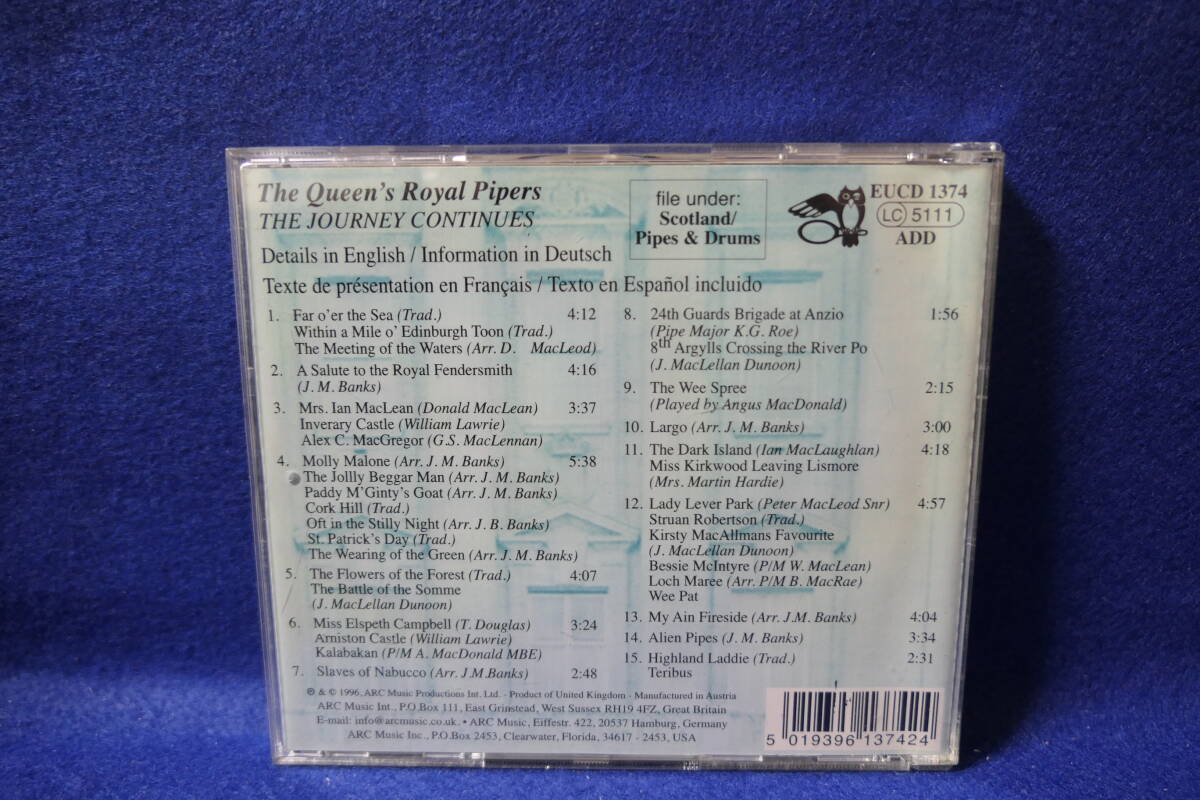 The Queen's Royal Pipers
THE JOURNEY CONTINUES
Details in English / Information in Deutsch
Texte de présentation en Français / Texto en Español incluido
file under:
Scotland/
Pipes & Drums
EUCD 1374
LC 5111
ADD
1. Far o'er the Sea (Trad.) 4:12
Within a Mile o' Edinburgh Toon (Trad.)
The Meeting of the Waters (Arr. D. MacLeod)
2. A Salute to the Royal Fendersmith 4:16
(J. M. Banks)
3. Mrs. Ian MacLean (Donald MacLean) 3:37
Inverary Castle (William Lawrie)
Alex C. MacGregor (G.S. MacLennan)
4. Molly Malone (Arr. J. M. Banks) 5:38
The Jollly Beggar Man (Arr. J. M. Banks)
Paddy M'Ginty's Goat (Arr. J. M. Banks)
Cork Hill (Trad.)
Oft in the Stilly Night (Arr. J. B. Banks)
St. Patrick's Day (Trad.)
The Wearing of the Green (Arr. J. M. Banks)
5. The Flowers of the Forest (Trad.) 4:07
The Battle of the Somme
(J. MacLellan Dunoon)
6. Miss Elspeth Campbell (T. Douglas) 3:24
Arniston Castle (William Lawrie)
Kalabakan (P/M A. MacDonald MBE)
7. Slaves of Nabucco (Arr. J.M.Banks) 2:48
8. 24th Guards Brigade at Anzio 1:56
(Pipe Major K.G. Roe)
8th Argylls Crossing the River Po
(J. MacLellan Dunoon)
9. The Wee Spree 2:15
(Played by Angus MacDonald)
10. Largo (Arr. J. M. Banks) 3:00
11. The Dark Island (Ian MacLaughlan) 4:18
Miss Kirkwood Leaving Lismore
(Mrs. Martin Hardie)
12. Lady Lever Park (Peter MacLeod Snr) 4:57
Struan Robertson (Trad.)
Kirsty MacAllmans Favourite
(J. MacLellan Dunoon)
Bessie McIntyre (P/M W. MacLean)
Loch Maree (Arr. P/M B. MacRae)
Wee Pat
13. My Ain Fireside (Arr. J.M. Banks) 4:04
14. Alien Pipes (J. M. Banks) 3:34
15. Highland Laddie (Trad.) 2:31
Teribus
℗ & © 1996, ARC Music Productions Int. Ltd. - Product of United Kingdom - Manufactured in Austria
ARC Music Int., P.O.Box 111, East Grinstead, West Sussex RH19 4FZ, Great Britain
E-mail: info@arcmusic.co.uk. • ARC Music, Eiffestr. 422, 20537 Hamburg, Germany
ARC Music Inc., P.O.Box 2453, Clearwater, Florida, 34617 - 2453, USA
5 019396 137424